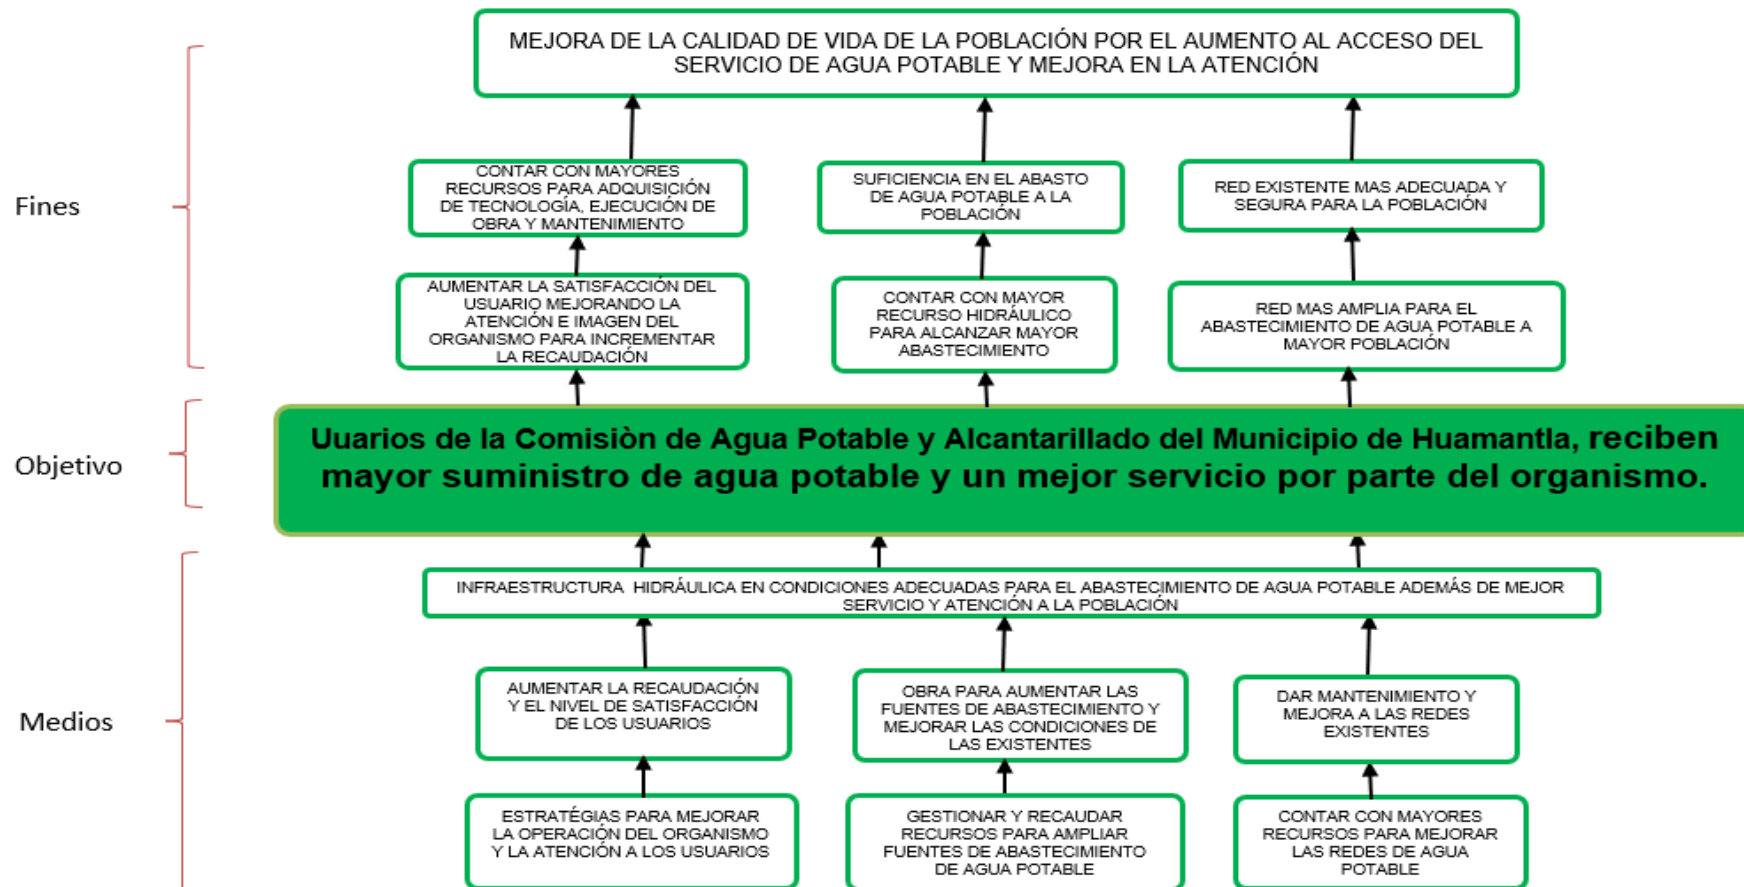 MEJORA DE LA CALIDAD DE VIDA DE LA POBLACIÓN POR EL AUMENTO AL ACCESO DEL
SERVICIO DE AGUA POTABLE Y MEJORA EN LA ATENCIÓN
Fines
CONTAR CON MAYORES
RECURSOS PARA ADQUISICIÓN
DE TECNOLOGÍA, EJECUCIÓN DE
OBRA Y MANTENIMIENTO
SUFICIENCIA EN EL ABASTO
DE AGUA POTABLE A LA
POBLACIÓN
RED EXISTENTE MAS ADECUADA Y
SEGURA PARA LA POBLACIÓN
AUMENTAR LA SATISFACCIÓN DEL
USUARIO MEJORANDO LA
ATENCIÓN E IMAGEN DEL
ORGANISMO PARA INCREMENTAR
LA RECAUDACIÓN
CONTAR CON MAYOR
RECURSO HIDRÁULICO
PARA ALCANZAR MAYOR
ABASTECIMIENTO
RED MAS AMPLIA PARA EL
ABASTECIMIENTO DE AGUA POTABLE A
MAYOR POBLACIÓN
Objetivo
Uuarios de la Comisiòn de Agua Potable y Alcantarillado del Municipio de Huamantla, reciben
mayor suministro de agua potable y un mejor servicio por parte del organismo.
Medios
INFRAESTRUCTURA HIDRÁULICA EN CONDICIONES ADECUADAS PARA EL ABASTECIMIENTO DE AGUA POTABLE ADEMÁS DE MEJOR
SERVICIO Y ATENCIÓN A LA POBLACIÓN
AUMENTAR LA RECAUDACIÓN
Y EL NIVEL DE SATISFACCIÓN
DE LOS USUARIOS
OBRA PARA AUMENTAR LAS
FUENTES DE ABASTECIMIENTO Y
MEJORAR LAS CONDICIONES DE
LAS EXISTENTES
DAR MANTENIMIENTO Y
MEJORA A LAS REDES
EXISTENTES
ESTRATÉGIAS PARA MEJORAR
LA OPERACIÓN DEL ORGANISMO
Y LA ATENCIÓN A LOS USUARIOS
GESTIONAR Y RECAUDAR
RECURSOS PARA AMPLIAR
FUENTES DE ABASTECIMIENTO
DE AGUA POTABLE
CONTAR CON MAYORES
RECURSOS PARA MEJORAR
LAS REDES DE AGUA
POTABLE